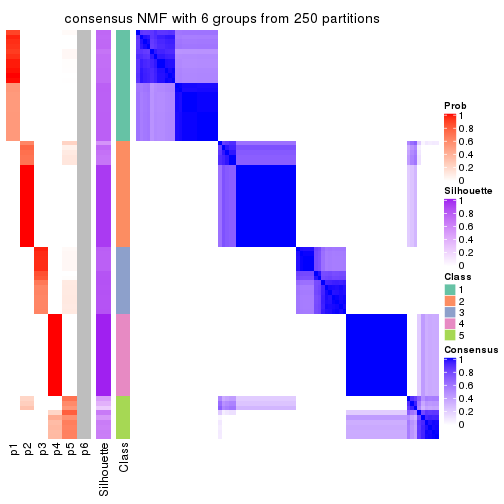 consensus NMF with 6 groups from 250 partitions
Prob
1
0.8
0.6
0.4
0.2
0
Silhouette
1
0.8
0.6
0.4
0.2
0
Class
1
2
3
4
5
Consensus
1
0.8
0.6
0.4
0.2
0
p1
p2
p3
p4
p5
p6
Silhouette
Class